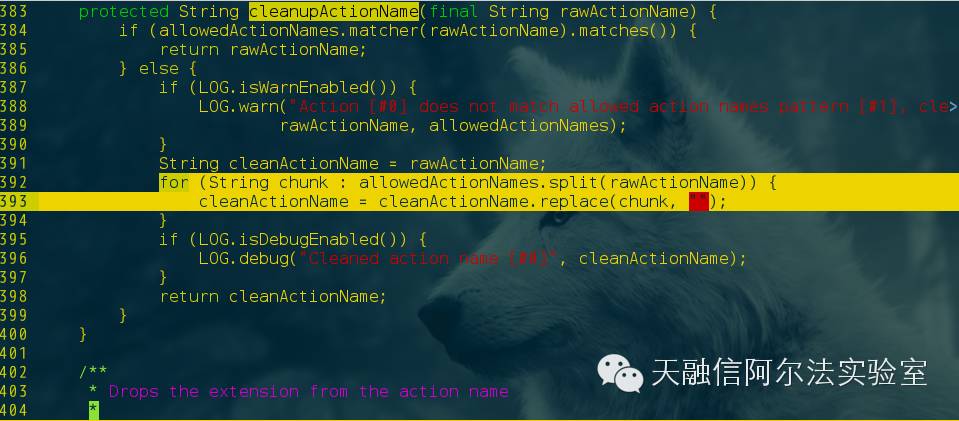 383     protected String cleanupActionName(final String rawActionName) {
384         if (allowedActionNames.matcher(rawActionName).matches()) {
385             return rawActionName;
386         } else {
387             if (LOG.isWarnEnabled()) {
388                 LOG.warn("Action [#0] does not match allowed action names pattern [#1], cle>
389                         rawActionName, allowedActionNames);
390             }
391             String cleanActionName = rawActionName;
392             for (String chunk : allowedActionNames.split(rawActionName)) {
393                 cleanActionName = cleanActionName.replace(chunk, "");
394             }
395             if (LOG.isDebugEnabled()) {
396                 LOG.debug("Cleaned action name [##]", cleanActionName);
397             }
398             return cleanActionName;
399         }
400     }
401
402     /**
403      * Drops the extension from the action name
404      *
天融信阿尔法实验室